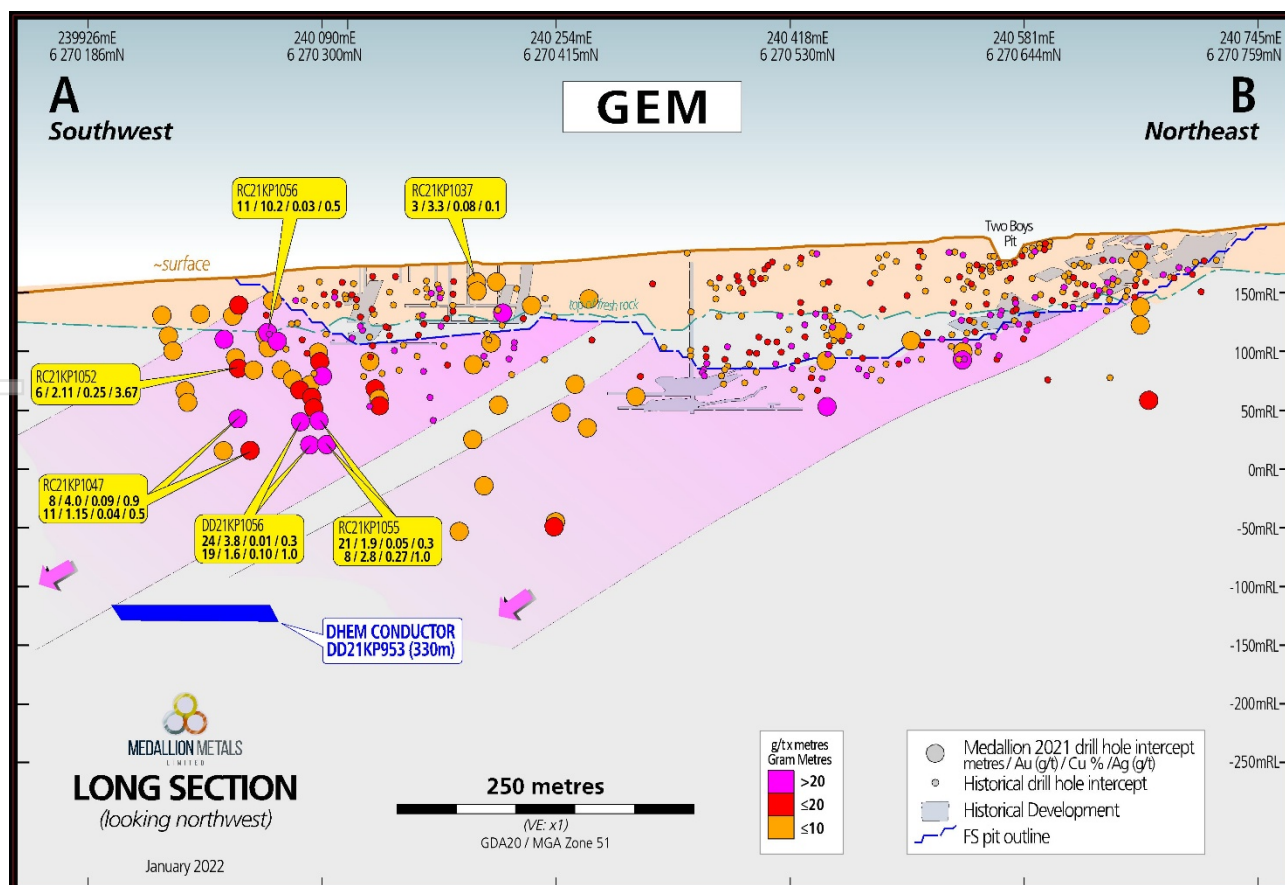 239926mE
6 270 186mN
240 090mE
6 270 300mN
240 254mE
6 270 415mN
240 418mE
6 270 530mN
240 581mE
6 270 644mN
240 745mE
6 270 759mN
A
Southwest
GEM
B
Northeast
RC21KP1056
11 / 10.2 / 0.03 / 0.5
RC21KP1037
3 / 3.3 / 0.08 / 0.1
Two Boys
Pit
~surface
top of fresh rock
150mRL
100mRL
50mRL
0mRL
-50mRL
-100mRL
-150mRL
-200mRL
-250mRL
RC21KP1052
6 / 2.11 / 0.25 / 3.67
RC21KP1047
8 / 4.0 / 0.09 / 0.9
11 / 1.15 / 0.04 / 0.5
DD21KP1056
24 / 3.8 / 0.01 / 0.3
19 / 1.6 / 0.10 / 1.0
RC21KP1055
21 / 1.9 / 0.05 / 0.3
8 / 2.8 / 0.27 /1.0
DHEM CONDUCTOR
DD21KP953 (330m)
MEDALLION METALS
LIMITED
LONG SECTION
(looking northwest)
January 2022
250 metres
(VE: x1)
GDA20 / MGA Zone 51
g/t x metres
Gram Metres
>20
≤20
≤10
Medallion 2021 drill hole intercept
metres / Au (g/t) / Cu % /Ag (g/t)
Historical drill hole intercept
Historical Development
FS pit outline